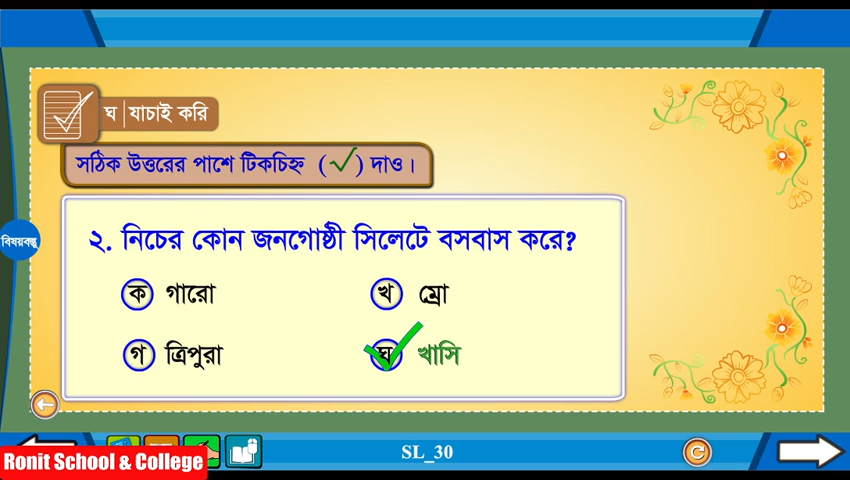 ঘ | যাচাই করি
সঠিক উত্তরের পাশে টিকচিহ্ন (✓) দাও।
বিষয়বস্তু
২. নিচের কোন জনগোষ্ঠী সিলেটে বসবাস করে?
ক গারো
খ ম্রো
গ ত্রিপুরা
ঘ খাসি
SL_30
Ronit School & College